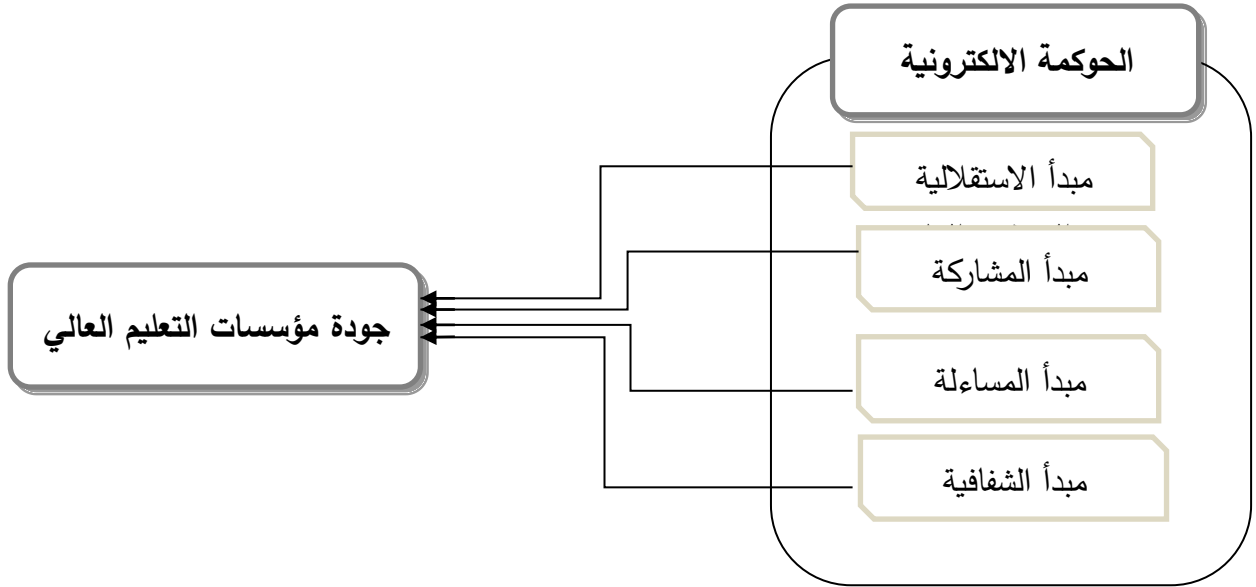 الحوكمة الالكترونية
مبدأ الاستقلالية
مبدأ المشاركة
مبدأ المساءلة
مبدأ الشفافية
جودة مؤسسات التعليم العالي